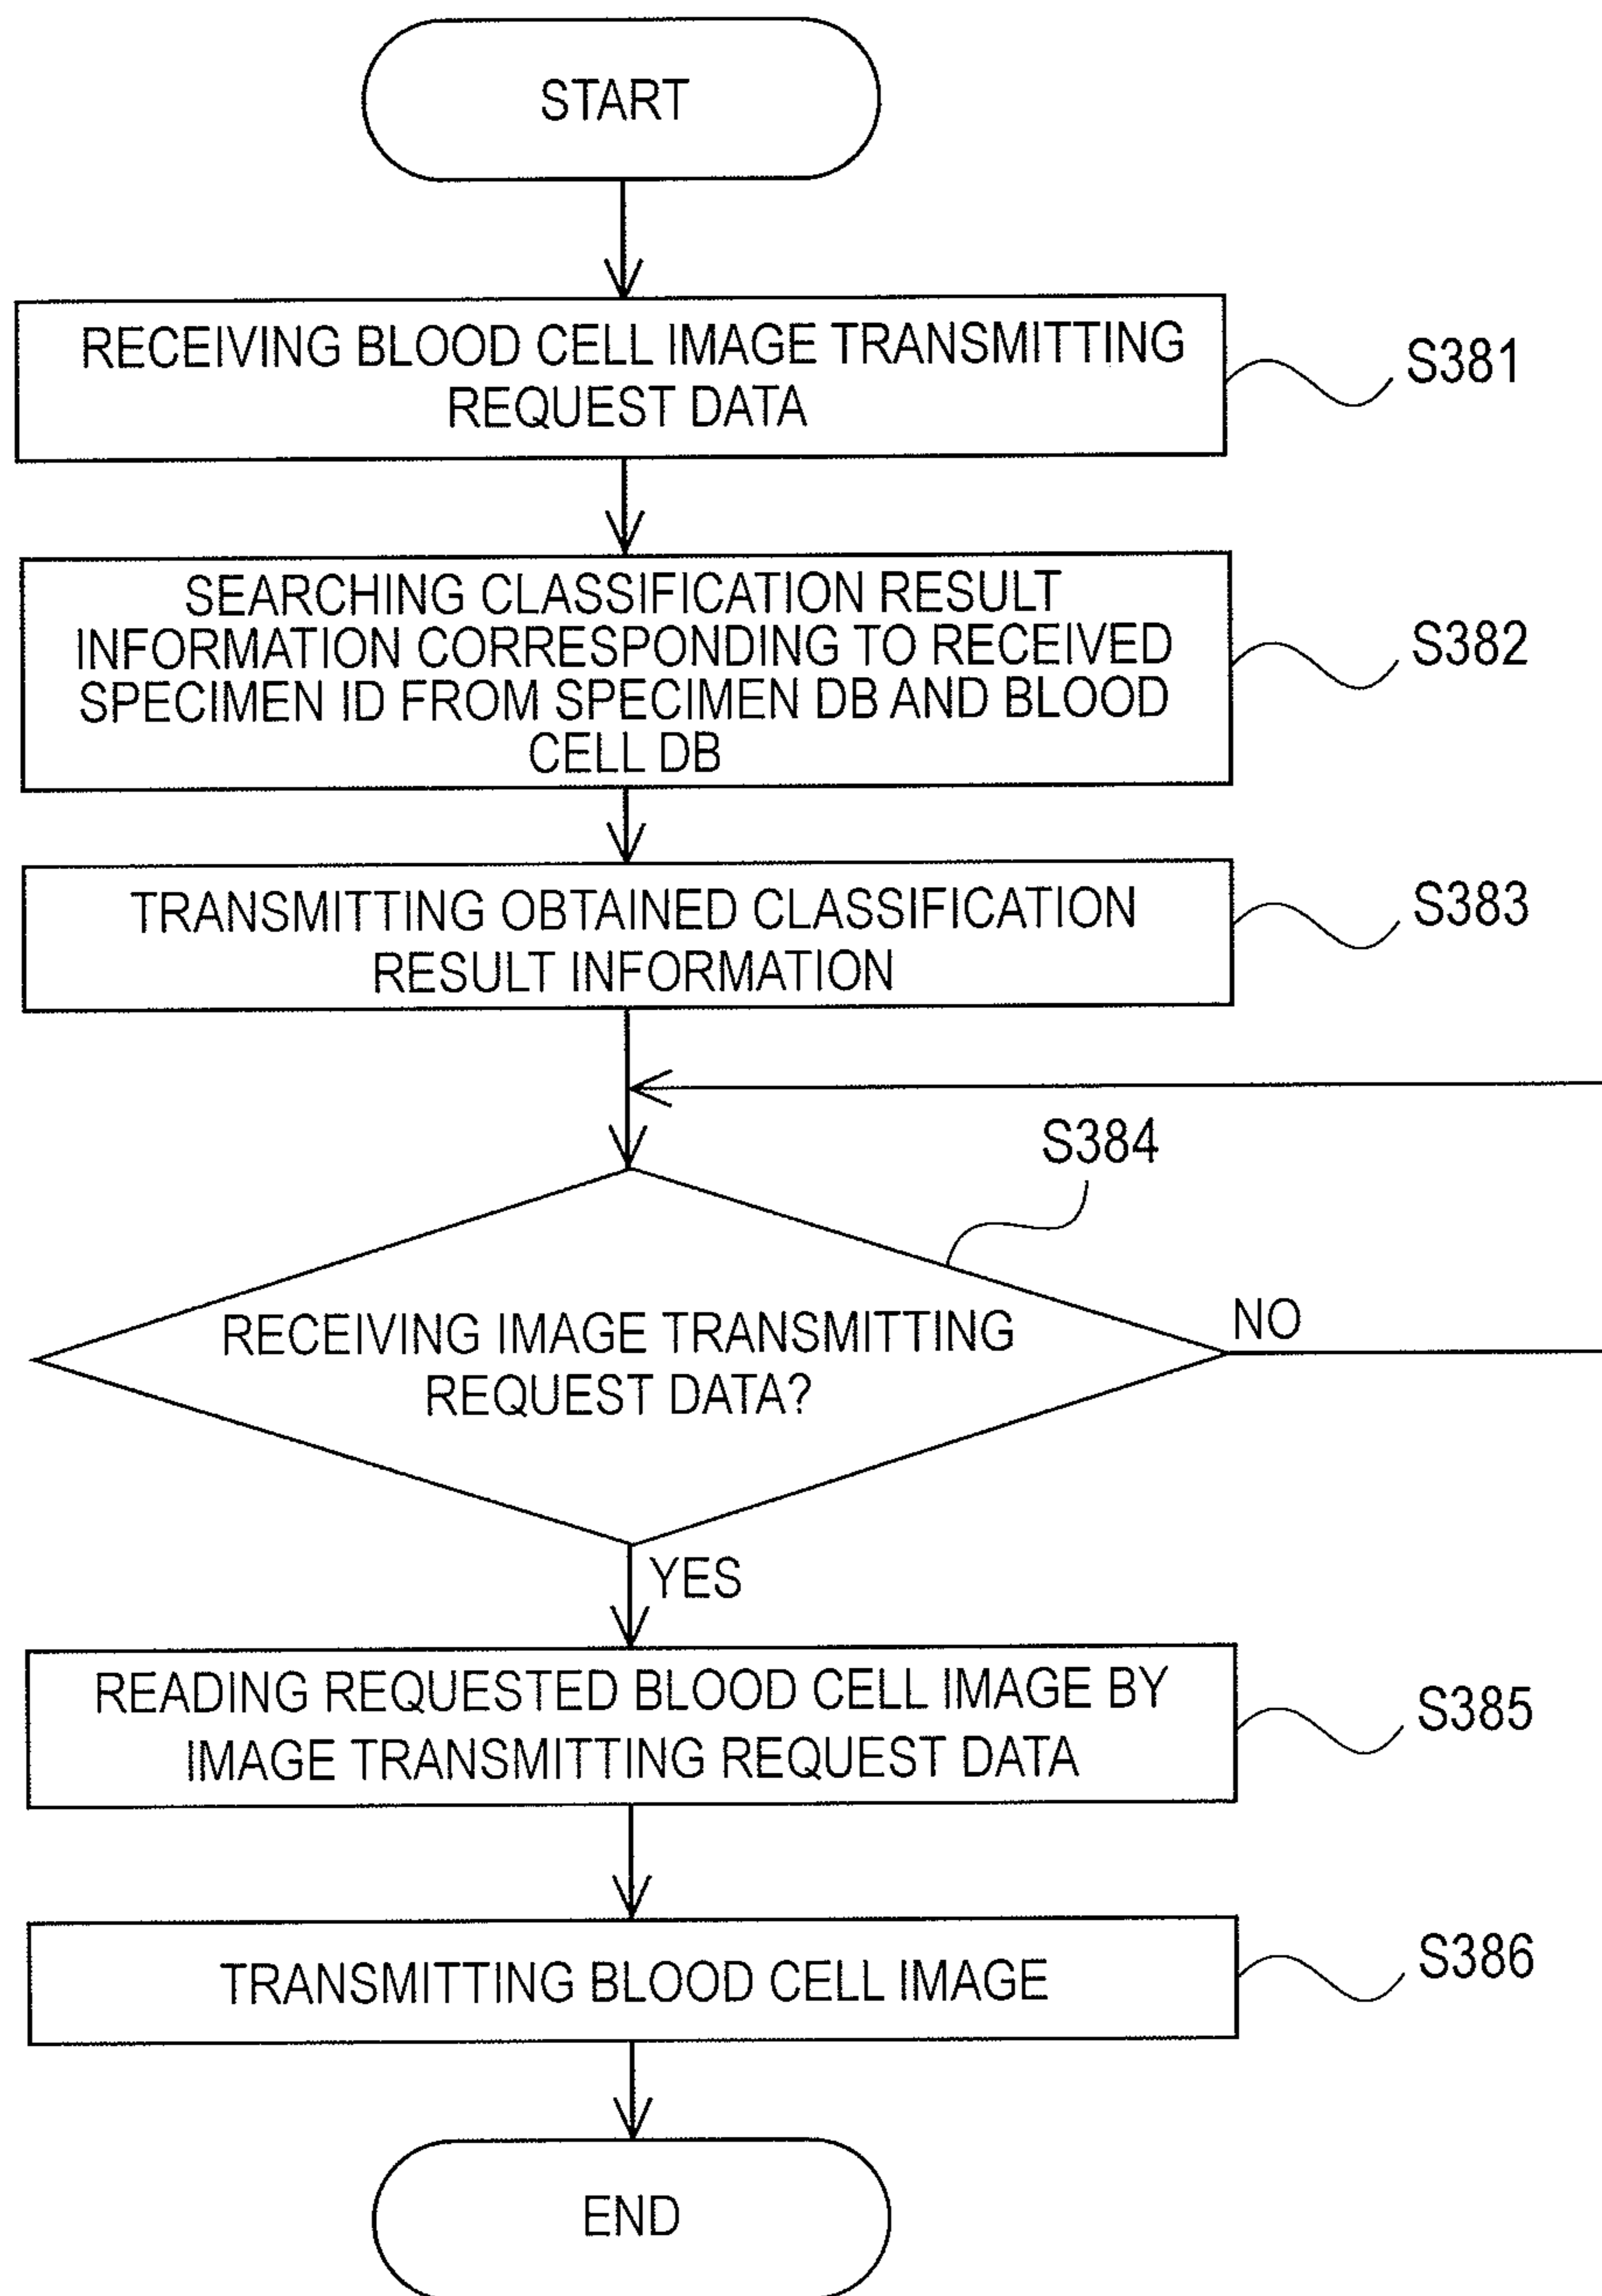 START
RECEIVING BLOOD CELL IMAGE TRANSMITTING
REQUEST DATA
S381
SEARCHING CLASSIFICATION RESULT
INFORMATION CORRESPONDING TO RECEIVED
SPECIMEN ID FROM SPECIMEN DB AND BLOOD
CELL DB
S382
TRANSMITTING OBTAINED CLASSIFICATION
RESULT INFORMATION
S383
S384
RECEIVING IMAGE TRANSMITTING
REQUEST DATA?
NO
YES
READING REQUESTED BLOOD CELL IMAGE BY
IMAGE TRANSMITTING REQUEST DATA
S385
TRANSMITTING BLOOD CELL IMAGE
S386
END